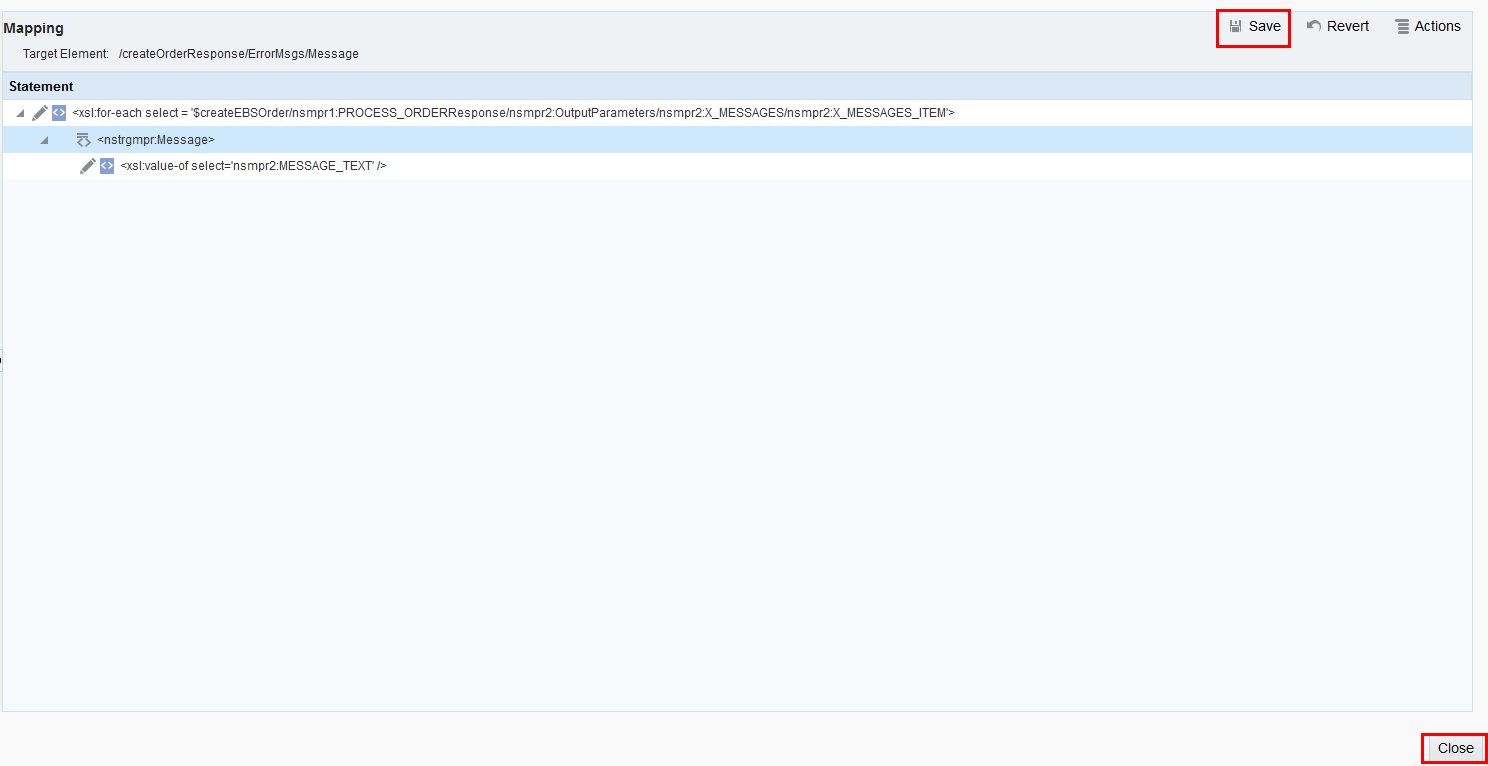 Mapping
Save Revert Actions
Target Element: /createOrderResponse/ErrorMsgs/Message
Statement
<xsl:for-each select = '$createEBSOrder/nsmpr1:PROCESS_ORDERResponse/nsmpr2:OutputParameters/nsmpr2:X_MESSAGES/nsmpr2:X_MESSAGES_ITEM'>
<nstrgmpr:Message>
<xsl:value-of select='nsmpr2:MESSAGE_TEXT' />
Close